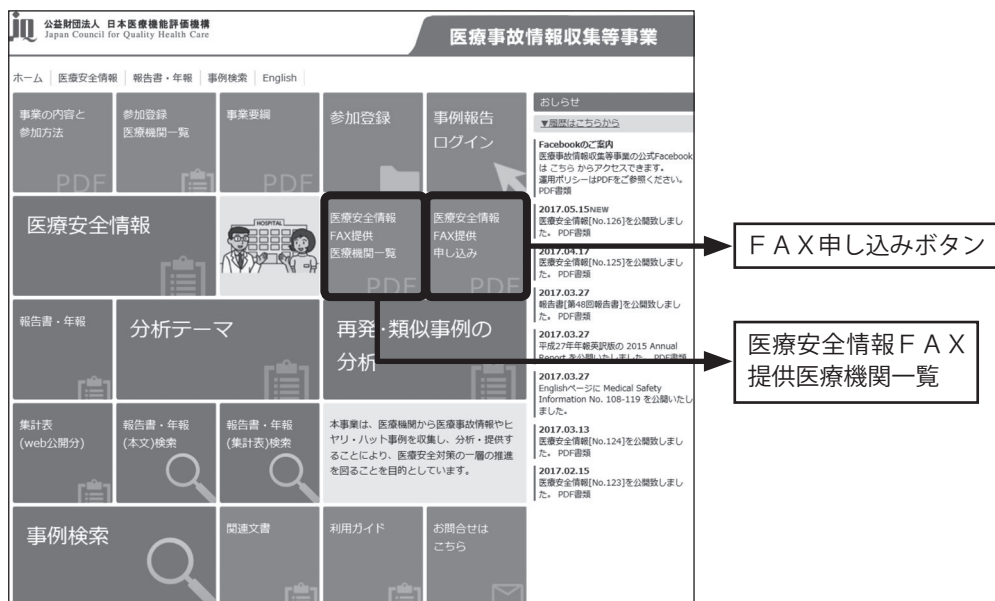 公益財団法人 日本医療機能評価機構
Japan Council for Quality Health Care
医療事故情報収集等事業
ホーム 医療安全情報 報告書・年報 事例検索 English
事業の内容と
参加方法
PDF
参加登録
医療機関一覧
事業要綱
PDF
参加登録
事例報告
ログイン
医療安全情報
HOSPITAL
医療安全情報
FAX提供
医療機関一覧
PDF
医療安全情報
FAX提供
申し込み
PDF
報告書・年報
分析テーマ
再発・類似事例の
分析
集計表
(web公開分)
報告書・年報
(本文)検索
報告書・年報
(集計表)検索
本事業は、医療機関から医療事故情報やヒ
ヤリ・ハット事例を収集し、分析・提供す
ることにより、医療安全対策の一層の推進
を図ることを目的としています。
事例検索
関連文書
利用ガイド
お問合せは
こちら
おしらせ
▼履歴はこちらから
Facebookのご案内
医療事故情報収集等事業の公式Facebook
は こちら からアクセスできます。
運用ポリシーはPDFをご参照ください。
PDF書類
2017.05.15NEW
医療安全情報[No.126]を公開致しまし
た。 PDF書類
2017.04.17
医療安全情報[No.125]を公開致しまし
た。 PDF書類
2017.03.27
報告書[第48回報告書]を公開致しまし
た。 PDF書類
2017.03.27
平成27年年報英訳版の 2015 Annual
Report を公開いたしました。 PDF書類
2017.03.27
Englishページに Medical Safety
Information No. 108-119 を公開いたし
ました。
2017.03.13
医療安全情報[No.124]を公開致しまし
た。 PDF書類
2017.02.15
医療安全情報[No.123]を公開致しまし
た。 PDF書類
ＦＡＸ申し込みボタン
医療安全情報ＦＡＸ
提供医療機関一覧